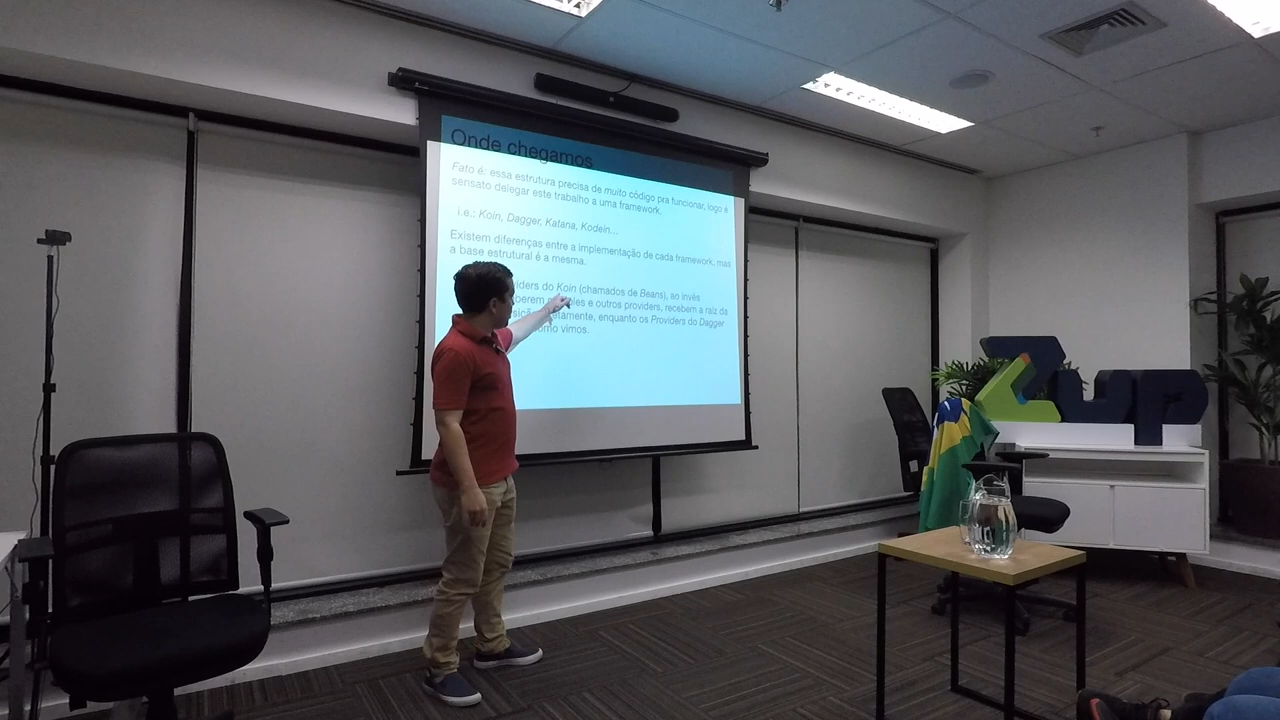 Onde chegamos
Fato é: essa estrutura precisa de muito código pra funcionar, logo é
sensato delegar este trabalho a uma framework.
i.e.: Koin, Dagger, Katana, Kodein...
Existem diferenças entre a implementação de cada framework, mas
a base estrutural é a mesma.
do Koin (chamados de Beans), ao invés
e outros providers, recebem a raiz da
enquanto os Providers do Dagger
como vimos.
Zup